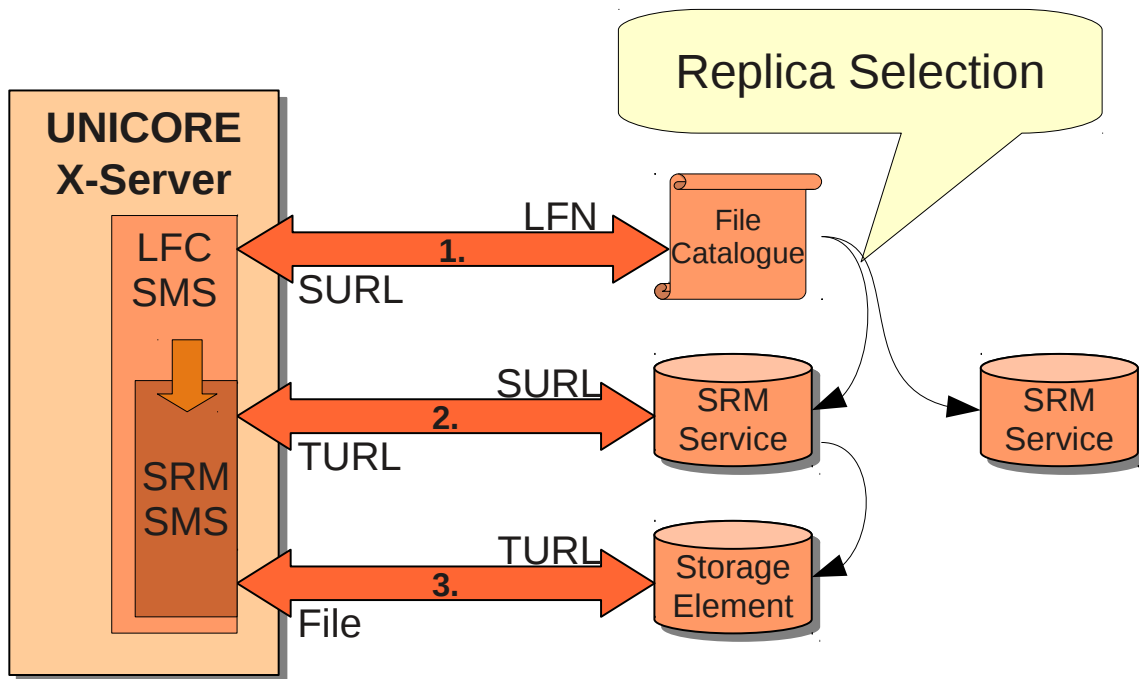 Replica Selection
UNICORE
X-Server
LFC
SMS
SRM
SMS
LFN
1.
SURL
File
Catalogue
SURL
2.
TURL
SRM
Service
SRM
Service
TURL
3.
File
Storage
Element